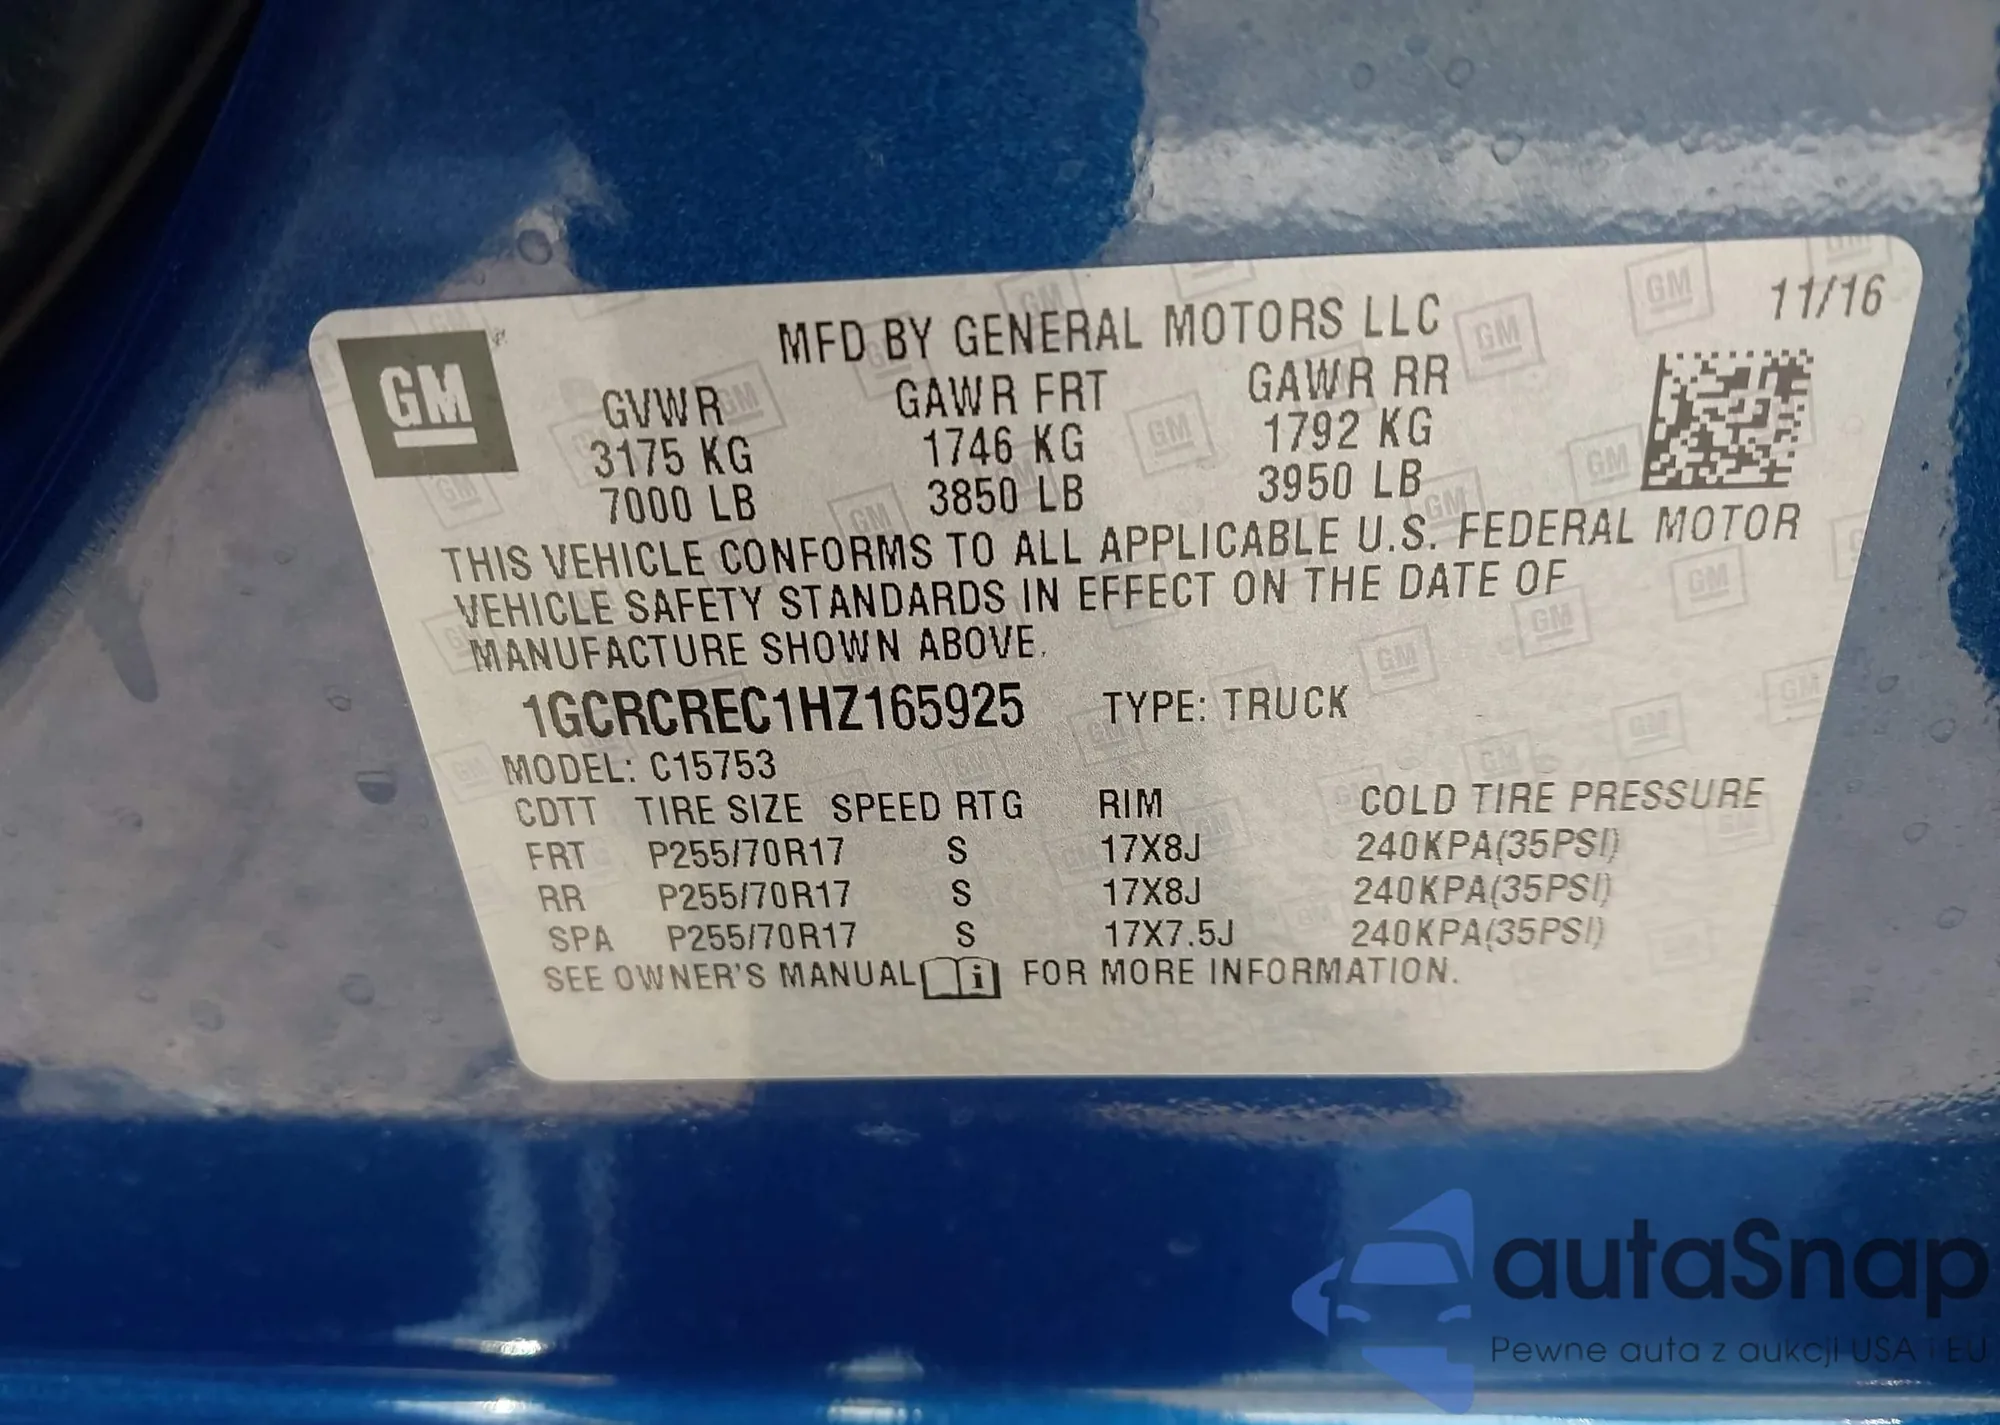 GM
MFD BY GENERAL MOTORS LLC
11/16
GVWR GAWR FRT GAWR RR
3175 KG 1746 KG 1792 KG
7000 LB 3850 LB 3950 LB
THIS VEHICLE CONFORMS TO ALL APPLICABLE U.S. FEDERAL MOTOR
VEHICLE SAFETY STANDARDS IN EFFECT ON THE DATE OF
MANUFACTURE SHOWN ABOVE.
1GCRCREC1HZ165925 TYPE: TRUCK
MODEL: C15753
CDTT TIRE SIZE SPEED RTG RIM COLD TIRE PRESSURE
FRT P255/70R17 S 17X8J 240KPA(35PSI)
RR P255/70R17 S 17X8J 240KPA(35PSI)
SPA P255/70R17 S 17X7.5J 240KPA(35PSI)
SEE OWNER'S MANUAL i FOR MORE INFORMATION.
autaSnap
Pewne auta z aukcji USA i EU